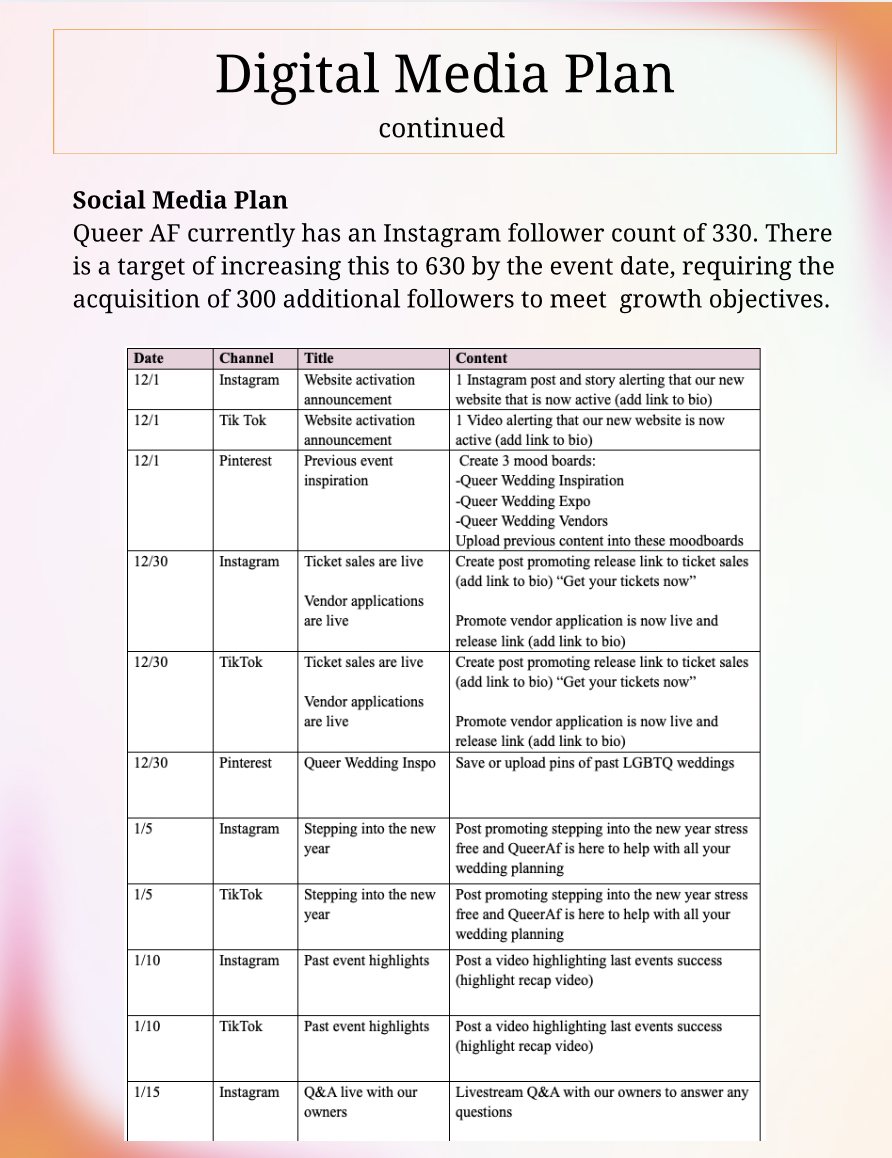 Digital Media Plan
continued
Social Media Plan
Queer AF currently has an Instagram follower count of 330. There
is a target of increasing this to 630 by the event date, requiring the
acquisition of 300 additional followers to meet  growth objectives.
Date Channel Title Content
12/1 Instagram Website activation 1 Instagram post and story alerting that our new
announcement website that is now active (add link to bio)
12/1 Tik Tok Website activation 1 Video alerting that our new website is now
announcement active (add link to bio)
12/1 Pinterest Previous event Create 3 mood boards:
inspiration -Queer Wedding Inspiration
-Queer Wedding Expo
-Queer Wedding Vendors
Upload previous content into these moodboards
12/30 Instagram Ticket sales are live Create post promoting release link to ticket sales
(add link to bio) “Get your tickets now”
Vendor applications
are live Promote vendor application is now live and
release link (add link to bio)
12/30 TikTok Ticket sales are live Create post promoting release link to ticket sales
(add link to bio) “Get your tickets now”
Vendor applications
are live Promote vendor application is now live and
release link (add link to bio)
12/30 Pinterest Queer Wedding Inspo Save or upload pins of past LGBTQ weddings
1/5 Instagram Stepping into the new Post promoting stepping into the new year stress
year free and QueerAf is here to help with all your
wedding planning
1/5 TikTok Stepping into the new Post promoting stepping into the new year stress
year free and QueerAf is here to help with all your
wedding planning
1/10 Instagram Past event highlights Post a video highlighting last events success
(highlight recap video)
1/10 TikTok Past event highlights Post a video highlighting last events success
(highlight recap video)
1/15 Instagram Q&A live with our Livestream Q&A with our owners to answer any
owners questions